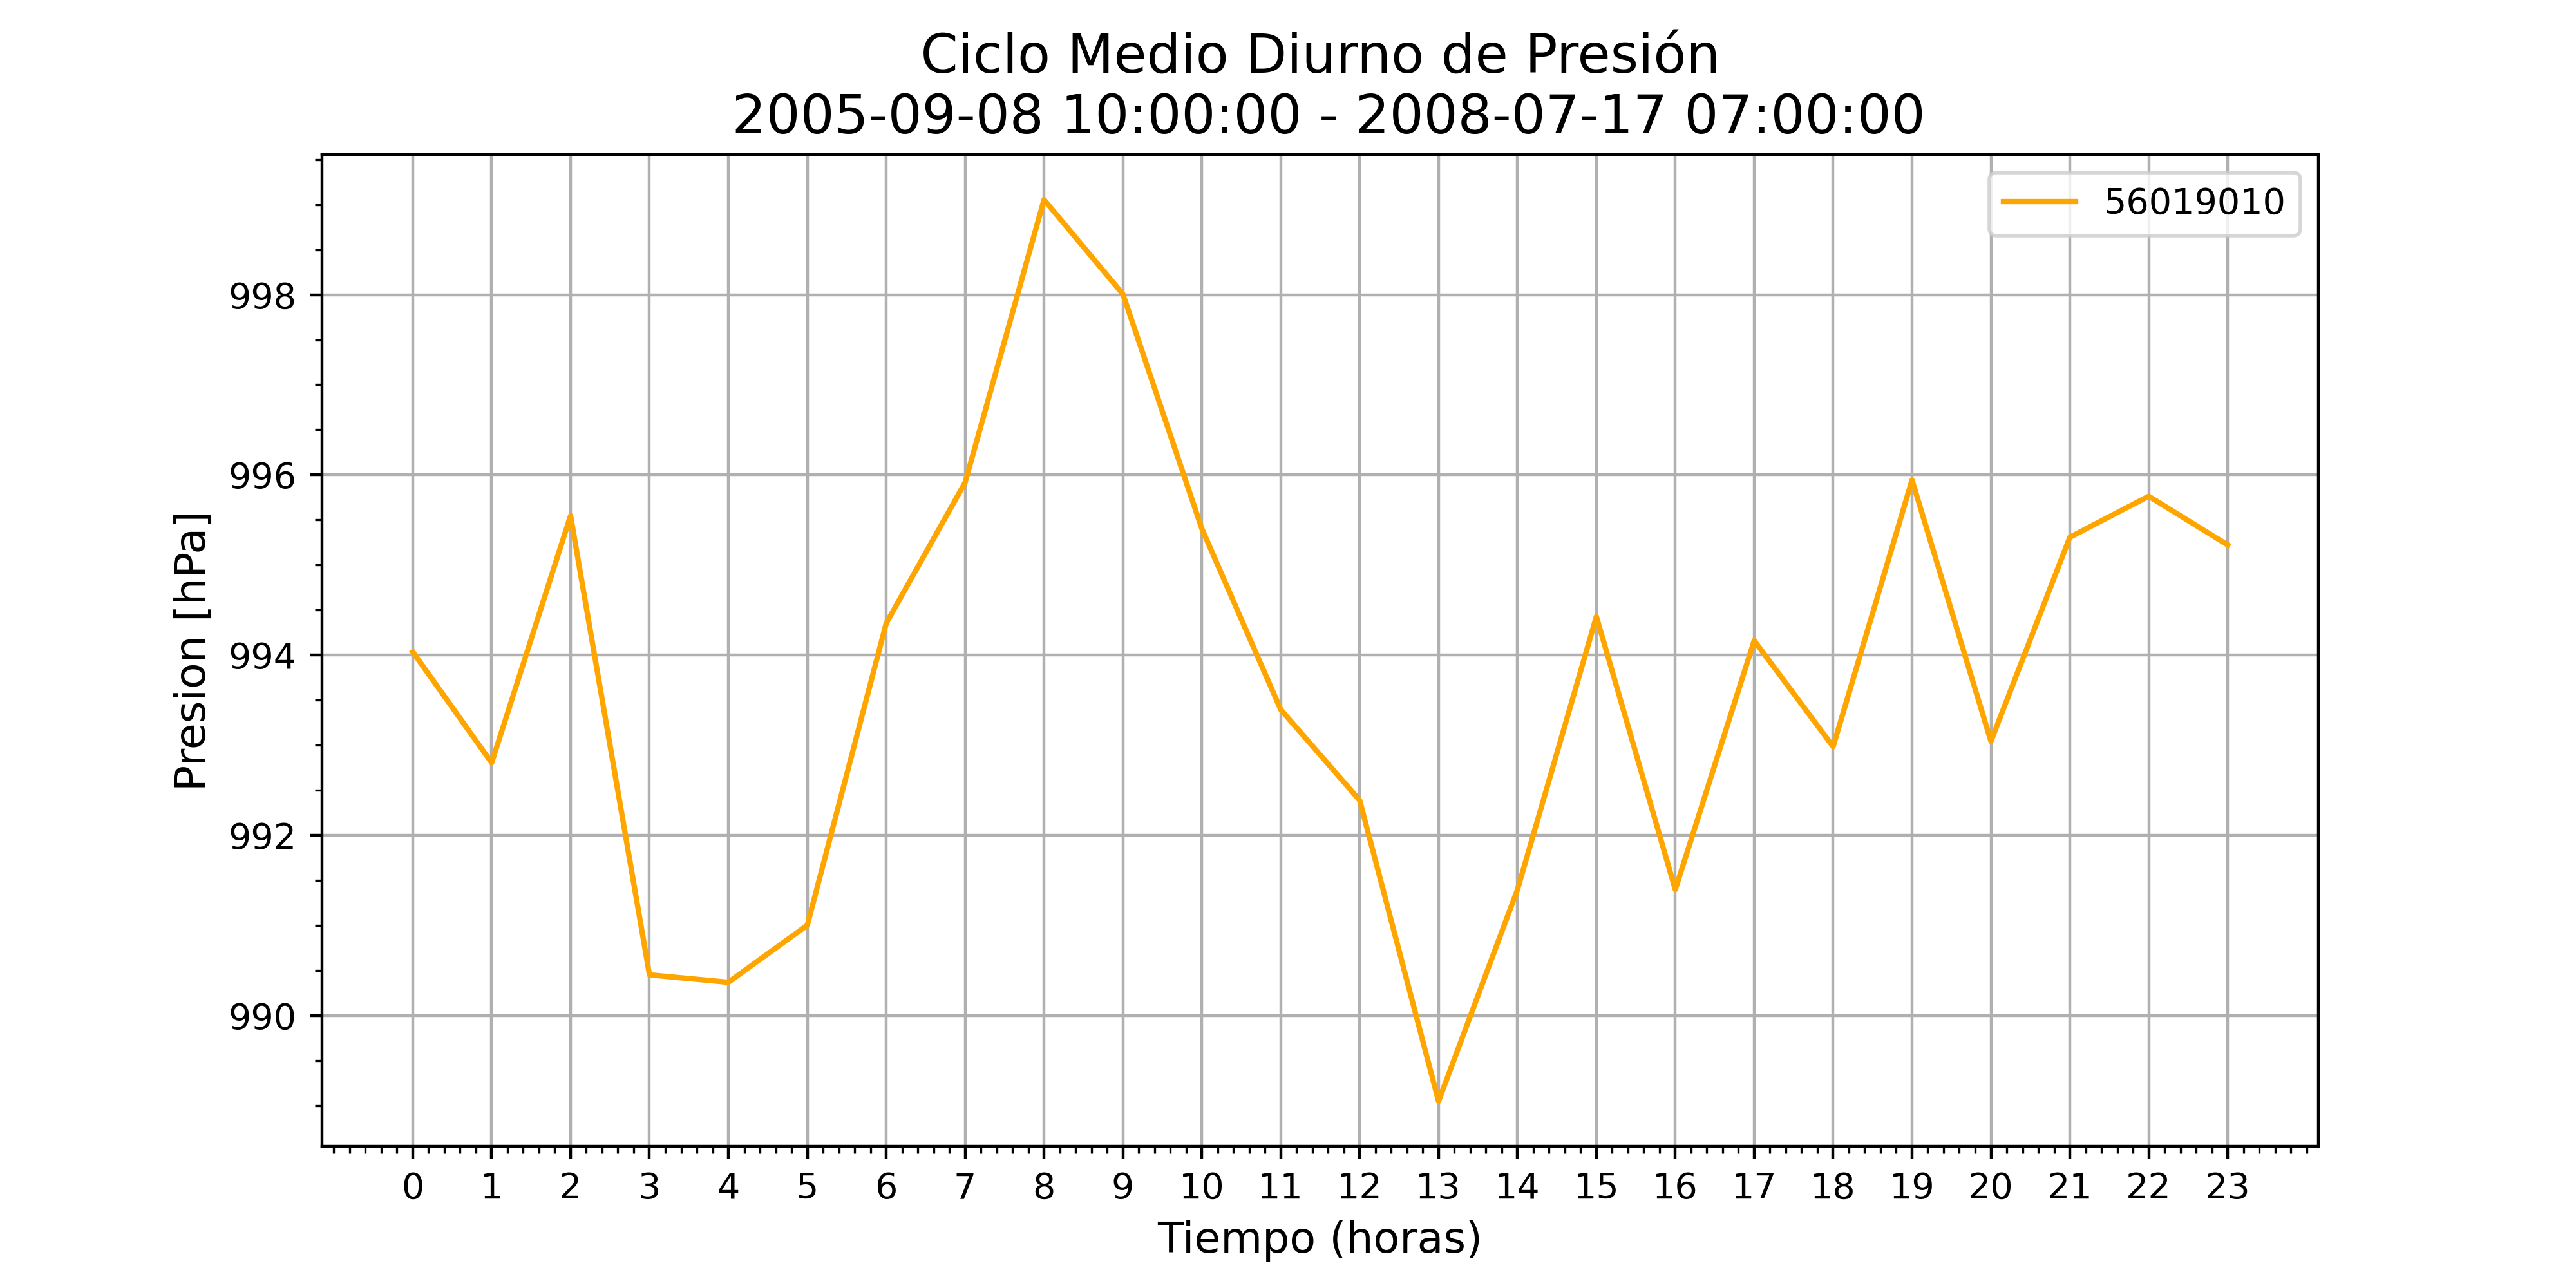 Ciclo Medio Diurno de Presión
2005-09-08 10:00:00 - 2008-07-17 07:00:00
56019010
998
996
994
992
990
Presion [hPa]
0 1 2 3 4 5 6 7 8 9 10 11 12 13 14 15 16 17 18 19 20 21 22 23
Tiempo (horas)